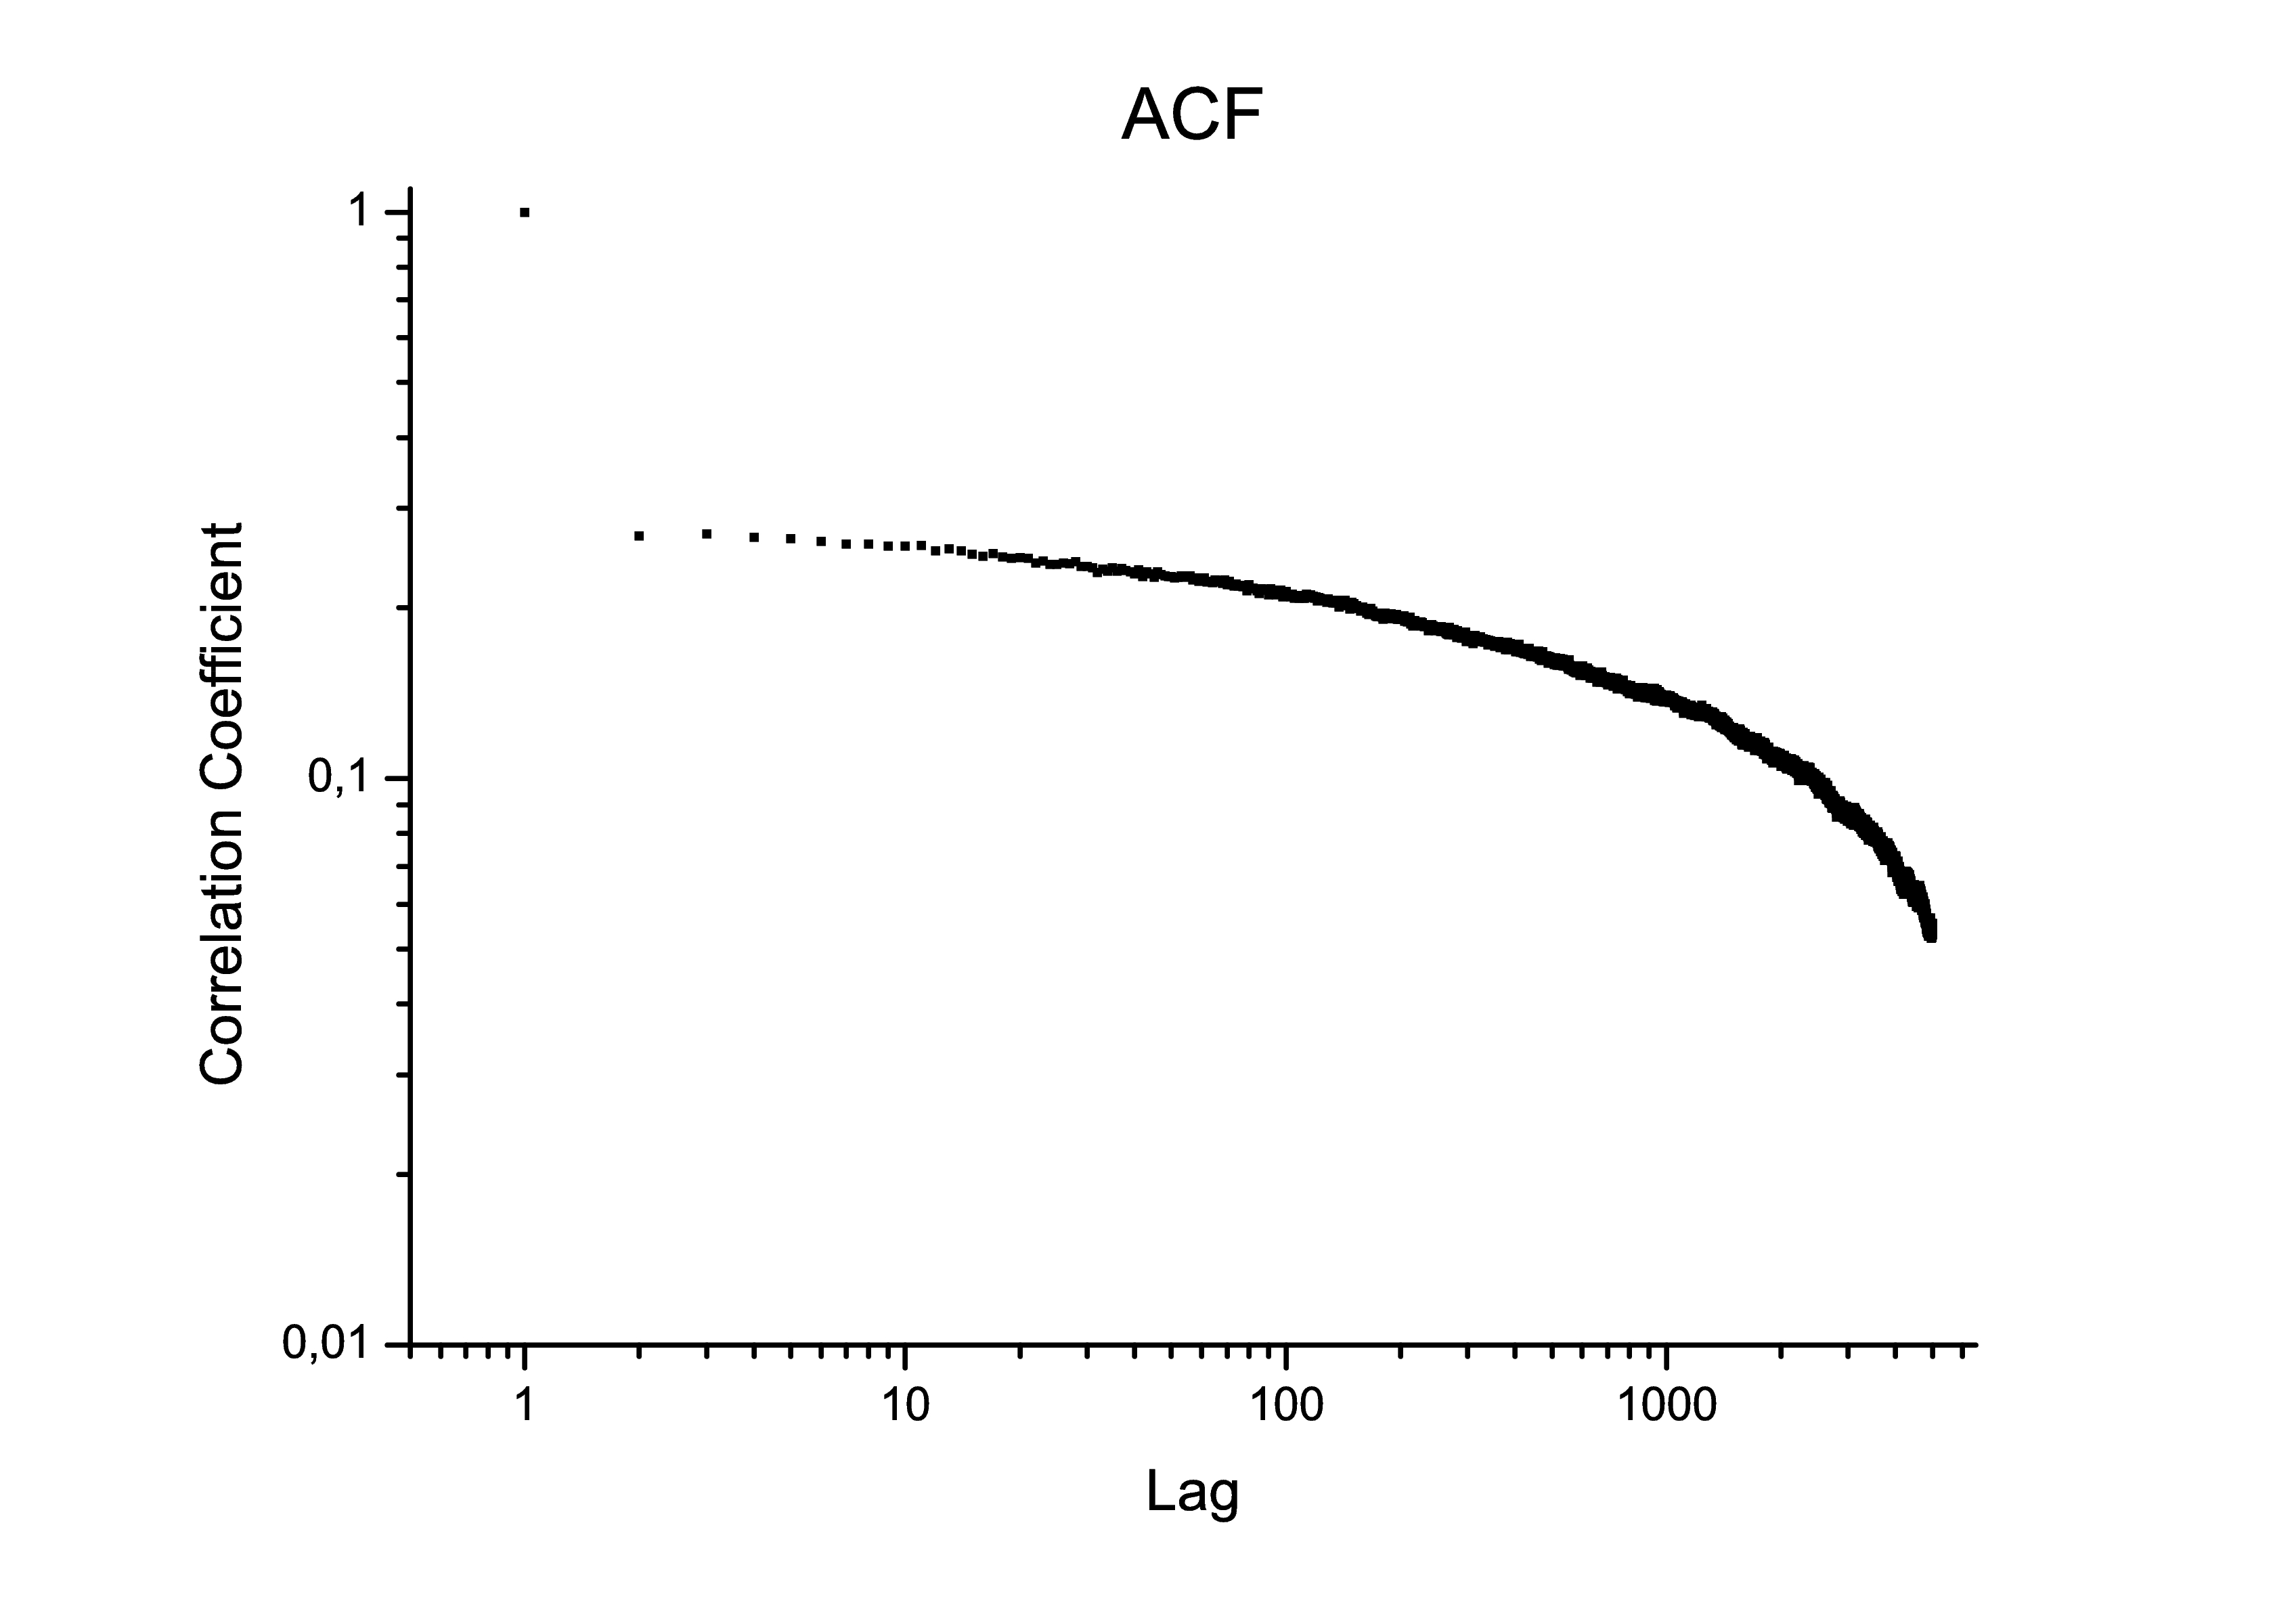 ACF
1
0,1
0,01
Correlation Coefficient
1 10 100 1000
Lag